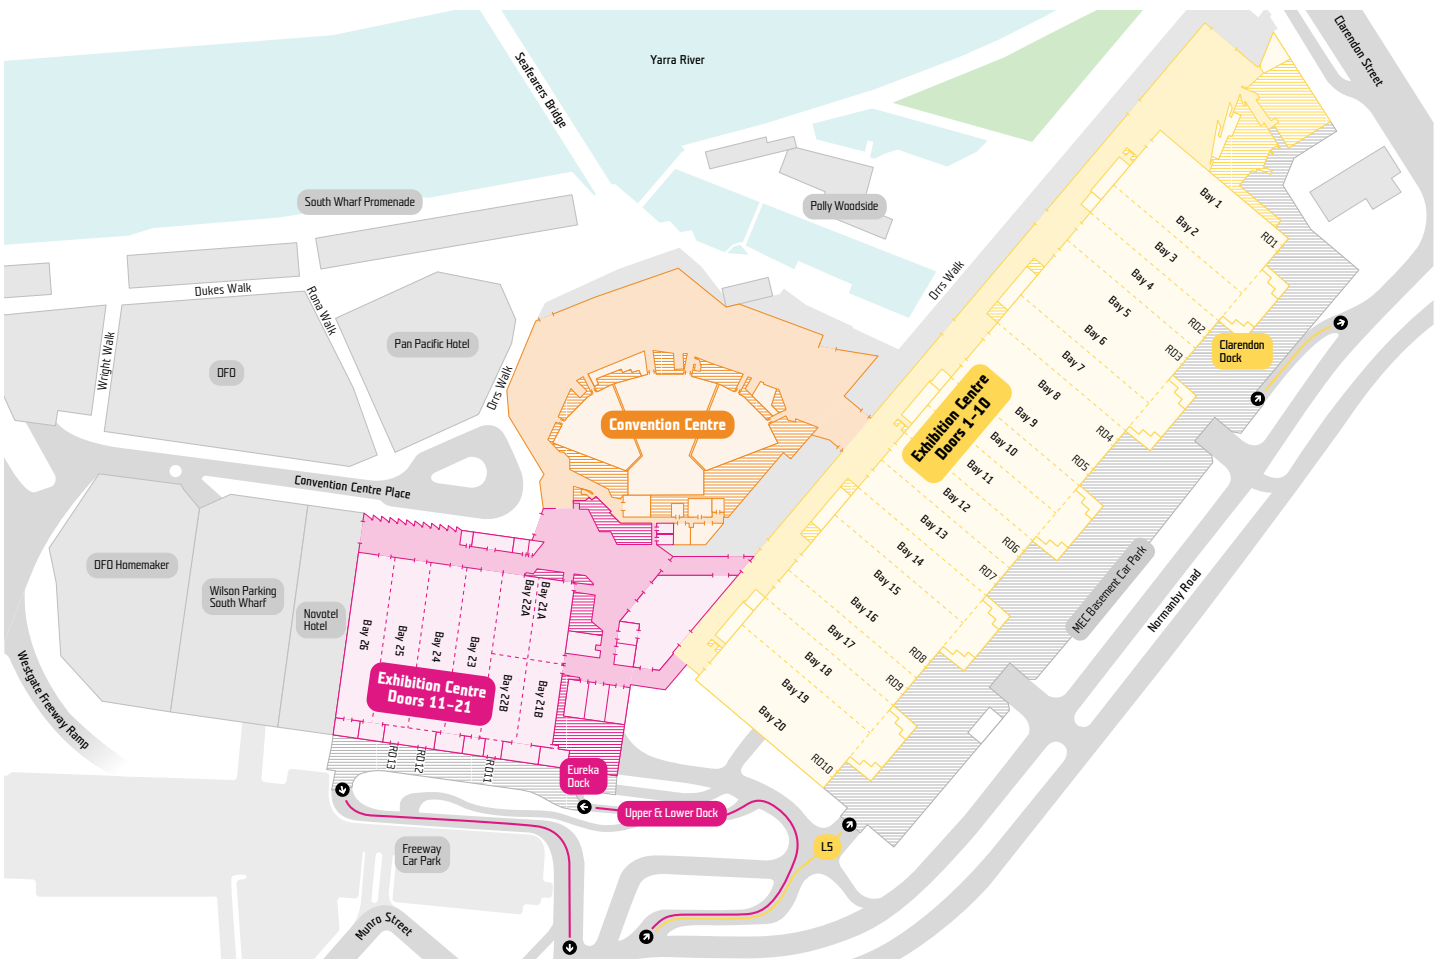 Clarendon Street
Yarra River
Seafearers Bridge
South Wharf Promenade
Polly Woodside
Orrs Walk
Dukes Walk
Rona Walk
Wright Walk
DFO
Pan Pacific Hotel
Orrs Walk
Convention Centre
Exhibition Centre
Doors 1-10
Bay 1
Bay 2
Bay 3
Bay 4
Bay 5
Bay 6
Bay 7
Bay 8
Bay 9
Bay 10
Bay 11
Bay 12
Bay 13
Bay 14
Bay 15
Bay 16
Bay 17
Bay 18
Bay 19
Bay 20
RD1
RD2
RD3
RD4
RD5
RD6
RD7
RD8
RD9
RD10
Clarendon
Dock
MEC Basement Car Park
Normanby Road
Convention Centre Place
DFO Homemaker
Wilson Parking
South Wharf
Novotel
Hotel
Westgate Freeway Ramp
Bay 26
Bay 25
Bay 24
Bay 23
Bay 22A
Bay 21A
Bay 22B
Bay 21B
Exhibition Centre
Doors 11-21
RD13
RD12
RD11
Eureka
Dock
Upper & Lower Dock
L5
Freeway
Car Park
Munro Street